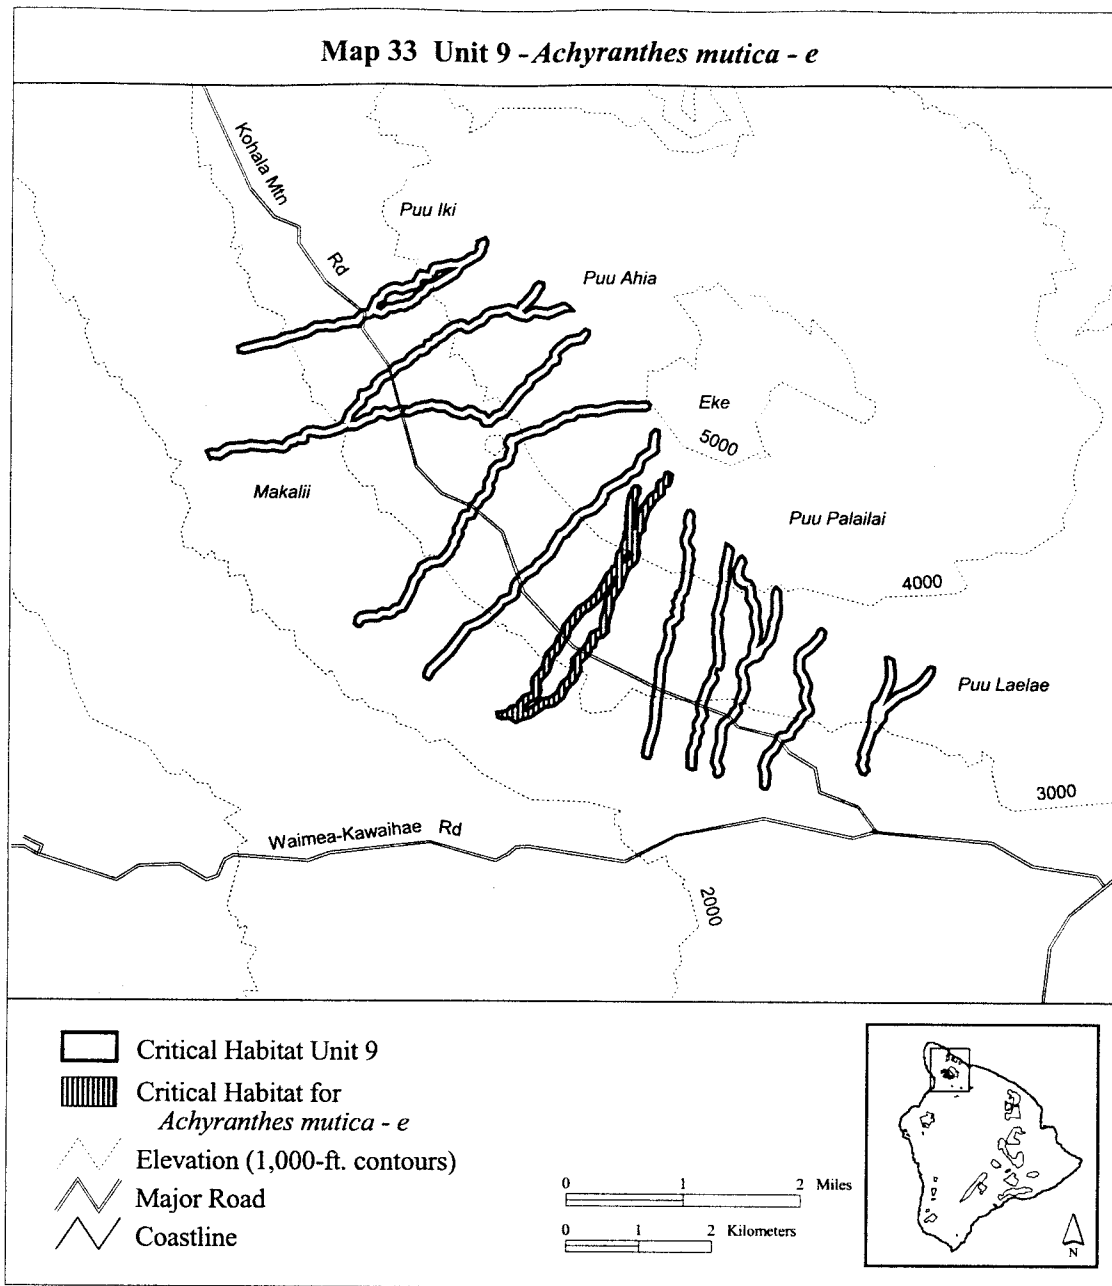 Map 33 Unit 9 - Achyranthes mutica - e
Kohala Mtn
Rd
Puu Iki
Puu Ahia
Eke
5000
Makalii
Puu Palailai
4000
Puu Laelae
3000
Waimea-Kawaihae Rd
2000
Critical Habitat Unit 9
Critical Habitat for
Achyranthes mutica - e
Elevation (1,000-ft. contours)
Major Road
Coastline
0 1 2 Miles
0 1 2 Kilometers
N